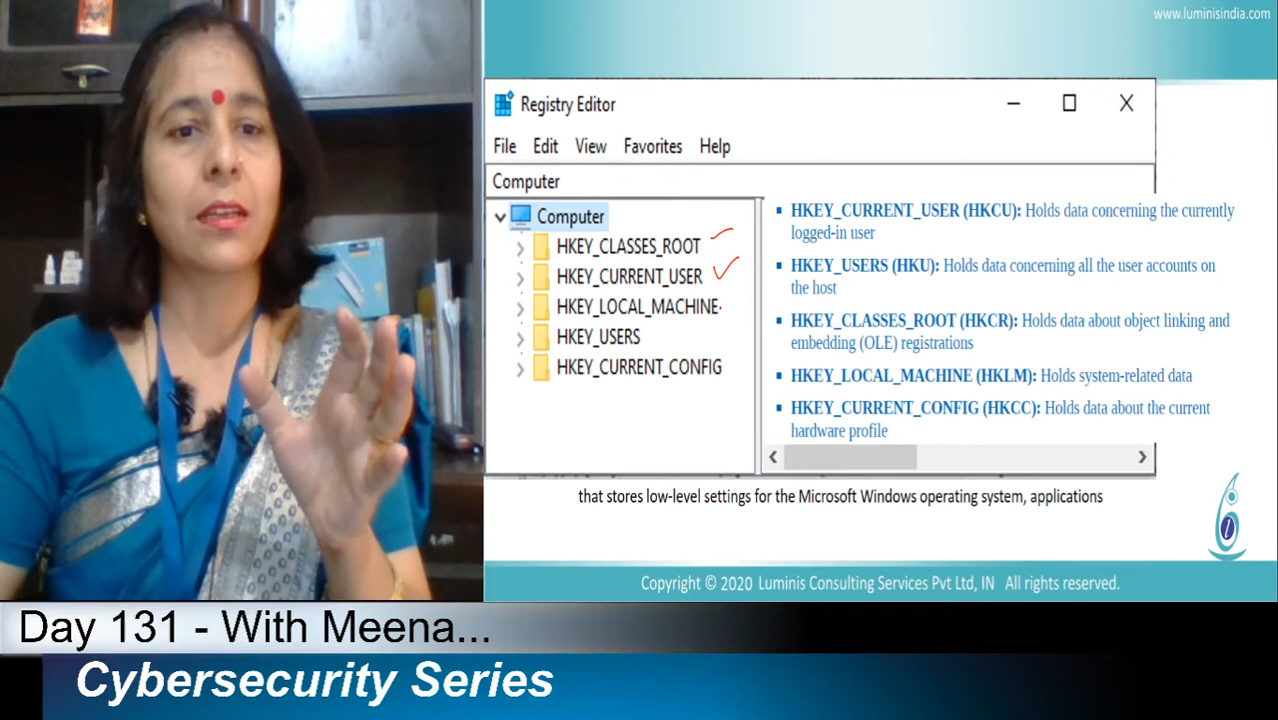 www.luminisindia.com
Registry Editor
File Edit View Favorites Help
Computer
Computer
HKEY_CLASSES_ROOT
HKEY_CURRENT_USER
HKEY_LOCAL_MACHINE
HKEY_USERS
HKEY_CURRENT_CONFIG
HKEY_CURRENT_USER (HKCU): Holds data concerning the currently
logged-in user
HKEY_USERS (HKU): Holds data concerning all the user accounts on
the host
HKEY_CLASSES_ROOT (HKCR): Holds data about object linking and
embedding (OLE) registrations
HKEY_LOCAL_MACHINE (HKLM): Holds system-related data
HKEY_CURRENT_CONFIG (HKCC): Holds data about the current
hardware profile
that stores low-level settings for the Microsoft Windows operating system, applications
Copyright © 2020 Luminis Consulting Services Pvt Ltd, IN All rights reserved.
Day 131 - With Meena...
Cybersecurity Series